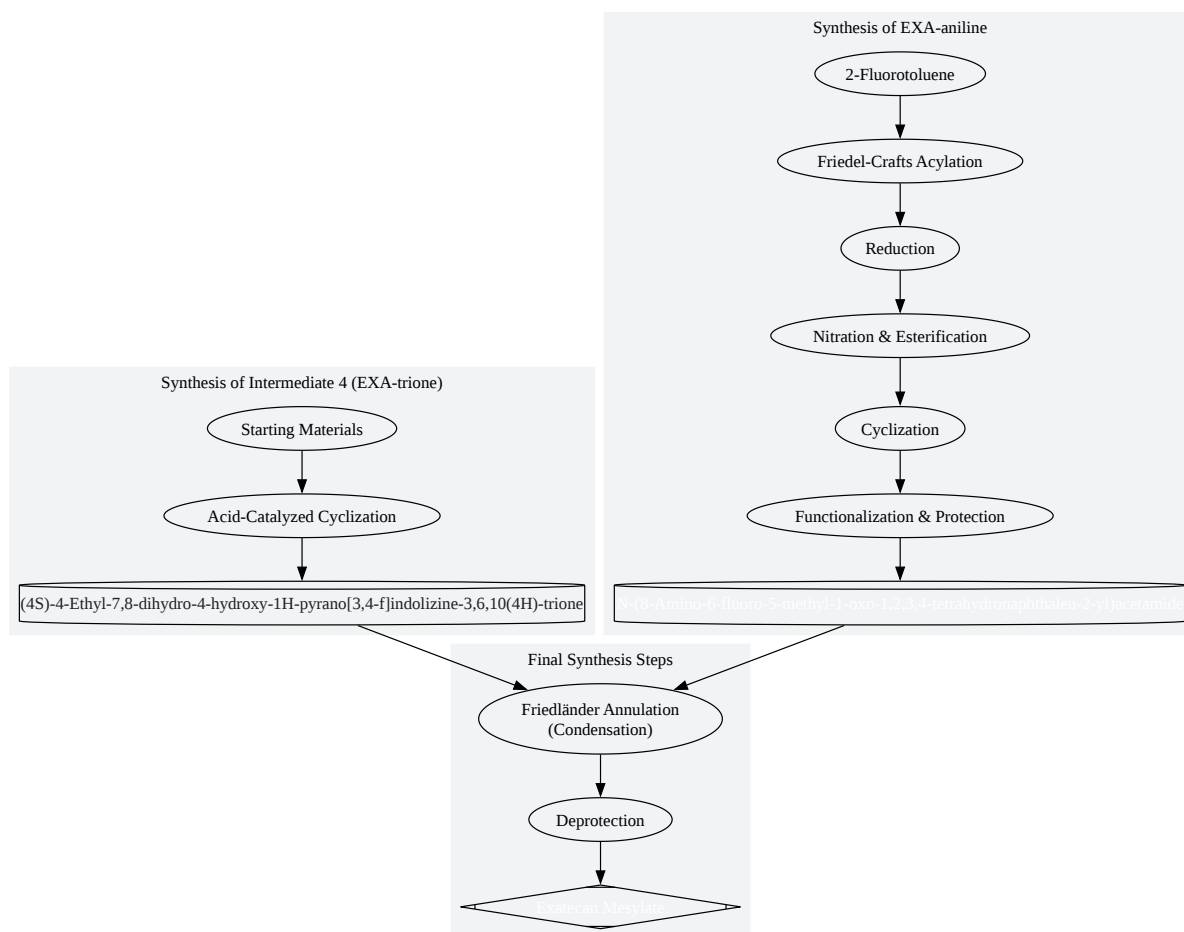 Synthesis of EXA-aniline
2-Fluorotoluene
Friedel-Crafts Acylation
Reduction
Nitration & Esterification
Cyclization
Functionalization & Protection
N-(8-Amino-6-fluoro-5-methyl-1-oxo-1,2,3,4-tetrahydronaphthalen-2-yl)acetamide
Synthesis of Intermediate 4 (EXA-trione)
Starting Materials
Acid-Catalyzed Cyclization
(4S)-4-Ethyl-7,8-dihydro-4-hydroxy-1H-pyrano[3,4-f]indolizine-3,6,10(4H)-trione
Final Synthesis Steps
Friedländer Annulation
(Condensation)
Deprotection
Exatecan Mesylate